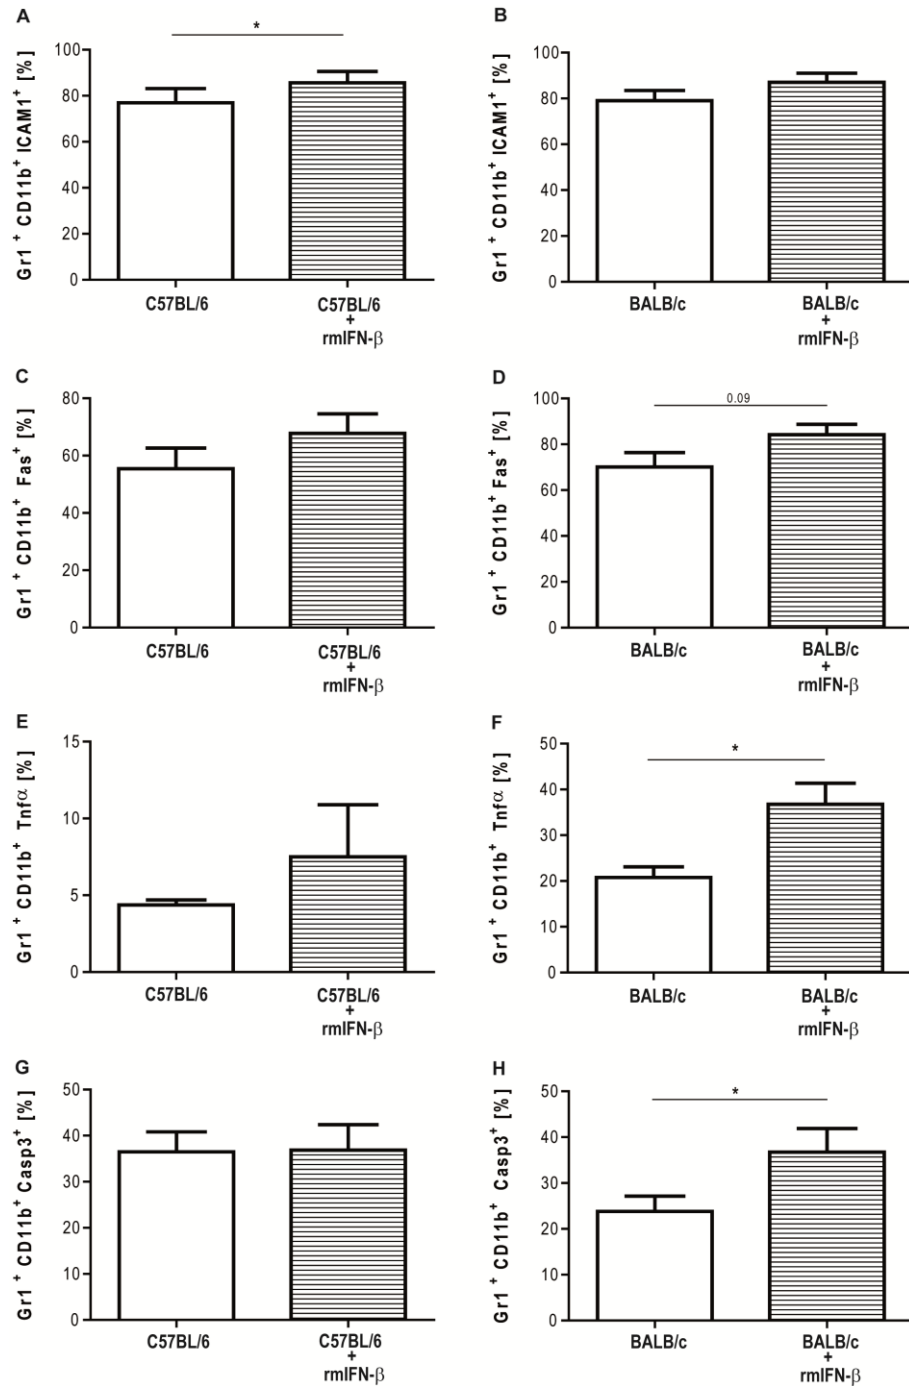 A
*
Gr1 + CD11b+ ICAM1+ [%]
100
80
60
40
20
0
C57BL/6
C57BL/6
+
rmIFN-β
B
Gr1 + CD11b+ ICAM1+ [%]
100
80
60
40
20
0
BALB/c
BALB/c
+
rmIFN-β
C
Gr1 + CD11b+ Fas+ [%]
80
60
40
20
0
C57BL/6
C57BL/6
+
rmIFN-β
D
0.09
Gr1 + CD11b+ Fas+ [%]
100
80
60
40
20
0
BALB/c
BALB/c
+
rmIFN-β
E
Gr1 + CD11b+ Tnfα [%]
15
10
5
0
C57BL/6
C57BL/6
+
rmIFN-β
F
*
Gr1 + CD11b+ Tnfα [%]
50
40
30
20
10
0
BALB/c
BALB/c
+
rmIFN-β
G
Gr1 + CD11b+ Casp3+ [%]
50
40
30
20
10
0
C57BL/6
C57BL/6
+
rmIFN-β
H
*
Gr1 + CD11b+ Casp3+ [%]
50
40
30
20
10
0
BALB/c
BALB/c
+
rmIFN-β